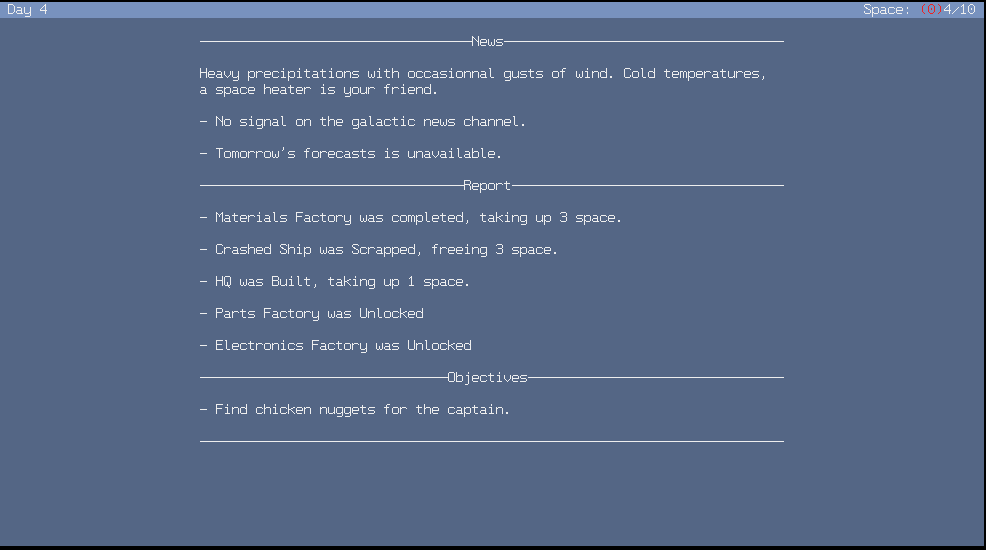 Day 4
Space: (0)4/10
News
Heavy precipitations with occasionnal gusts of wind. Cold temperatures,
a space heater is your friend.
- No signal on the galactic news channel.
- Tomorrow's forecasts is unavailable.
Report
- Materials Factory was completed, taking up 3 space.
- Crashed Ship was Scrapped, freeing 3 space.
- HQ was Built, taking up 1 space.
- Parts Factory was Unlocked
- Electronics Factory was Unlocked
Objectives
- Find chicken nuggets for the captain.